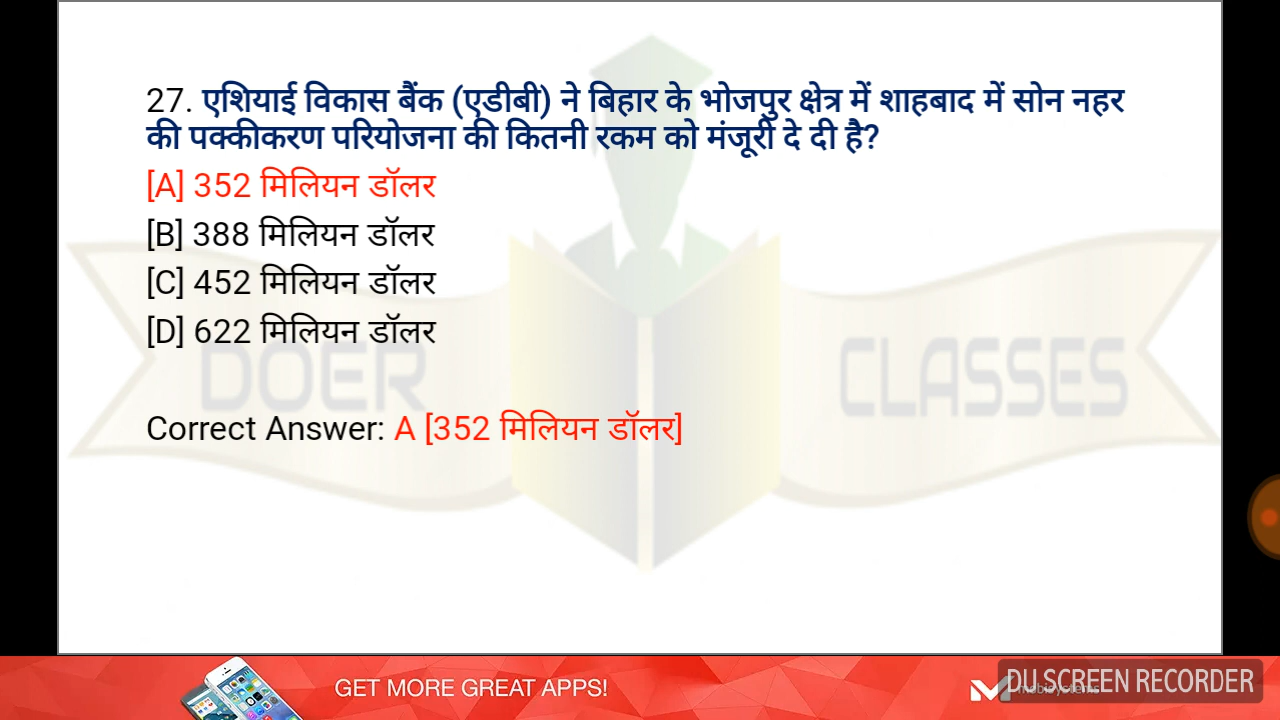 27. एशियाई विकास बैंक (एडीबी) ने बिहार के भोजपुर क्षेत्र में शाहबाद में सोन नहर
की पक्कीकरण परियोजना की कितनी रकम को मंजूरी दे दी है?
[A] 352 मिलियन डॉलर
[B] 388 मिलियन डॉलर
[C] 452 मिलियन डॉलर
[D] 622 मिलियन डॉलर
DOER CLASSES
Correct Answer: A [352 मिलियन डॉलर]
GET MORE GREAT APPS!
mobisystems
DU SCREEN RECORDER